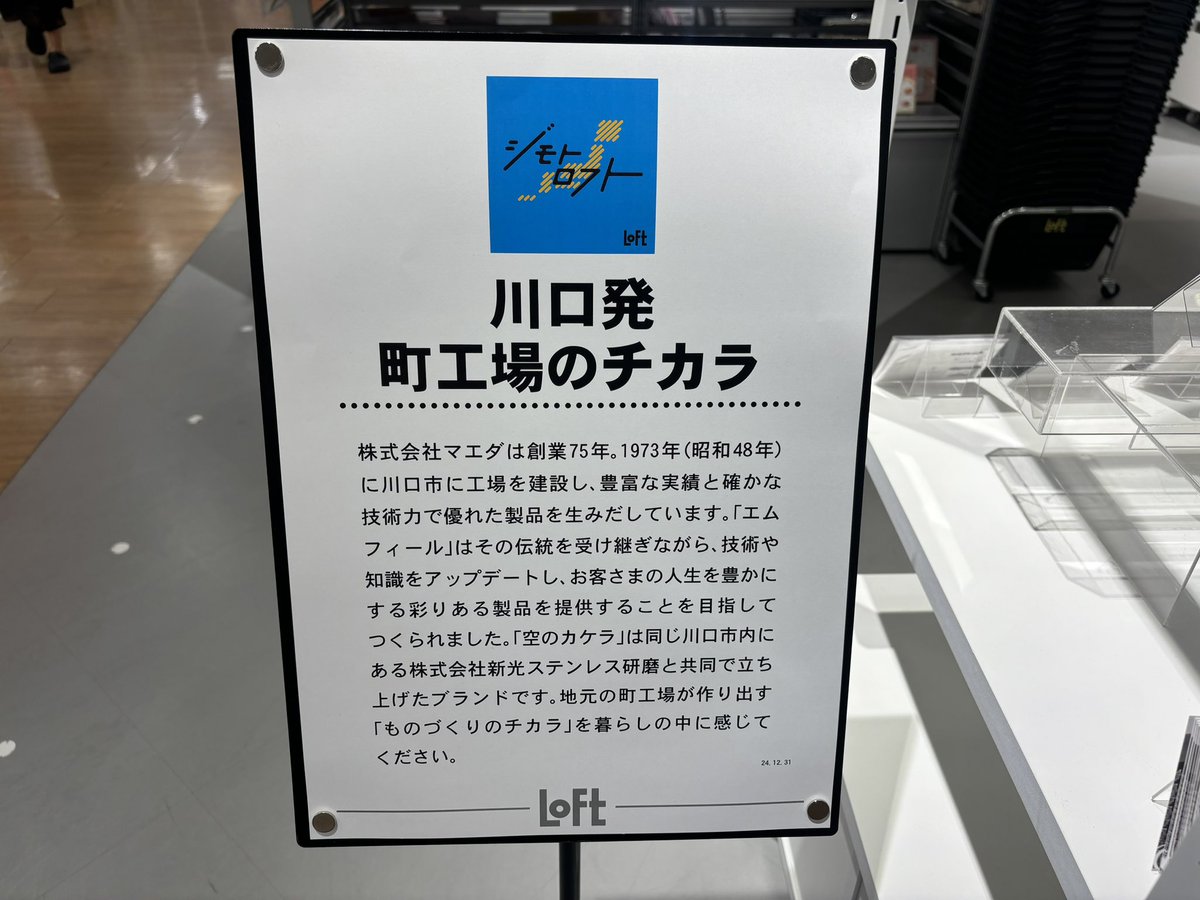 ジモト
ロフト
Loft
川口発
町工場のチカラ
株式会社マエダは創業75年。1973年(昭和48年)
に川口市に工場を建設し、豊富な実績と確かな
技術力で優れた製品を生みだしています。「エム
フィール」はその伝統を受け継ぎながら、技術や
知識をアップデートし、お客さまの人生を豊かに
する彩りある製品を提供することを目指して
つくられました。「空のカケラ」は同じ川口市内に
ある株式会社新光ステンレス研磨と共同で立ち
上げたブランドです。地元の町工場が作り出す
「ものづくりのチカラ」を暮らしの中に感じて
ください。
24.12.31
Loft
Loft